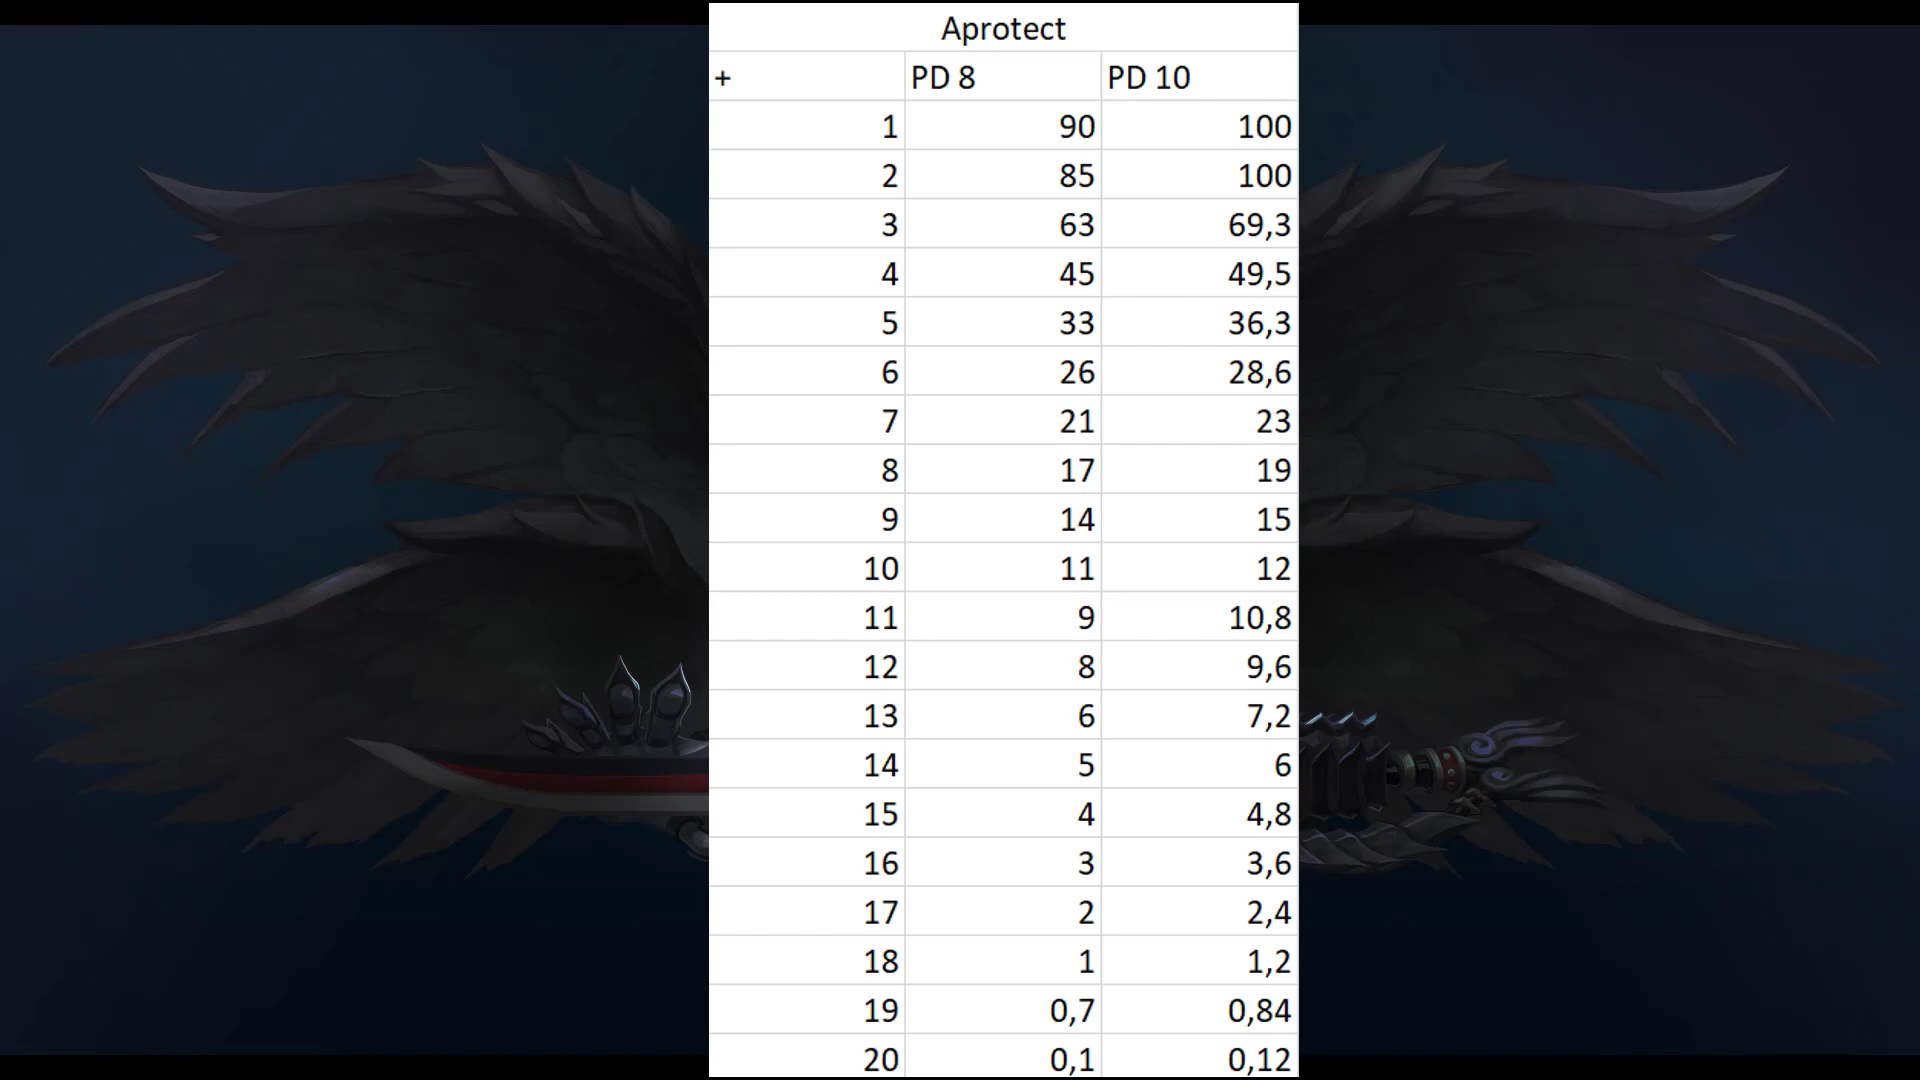 Aprotect
+ PD 8 PD 10
1 90 100
2 85 100
3 63 69,3
4 45 49,5
5 33 36,3
6 26 28,6
7 21 23
8 17 19
9 14 15
10 11 12
11 9 10,8
12 8 9,6
13 6 7,2
14 5 6
15 4 4,8
16 3 3,6
17 2 2,4
18 1 1,2
19 0,7 0,84
20 0,1 0,12